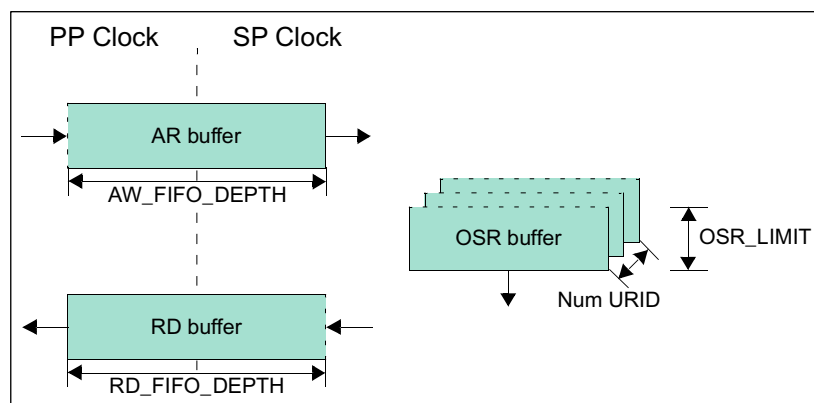 PP Clock
SP Clock
AR buffer
AW_FIFO_DEPTH
OSR buffer
OSR_LIMIT
Num URID
RD buffer
RD_FIFO_DEPTH